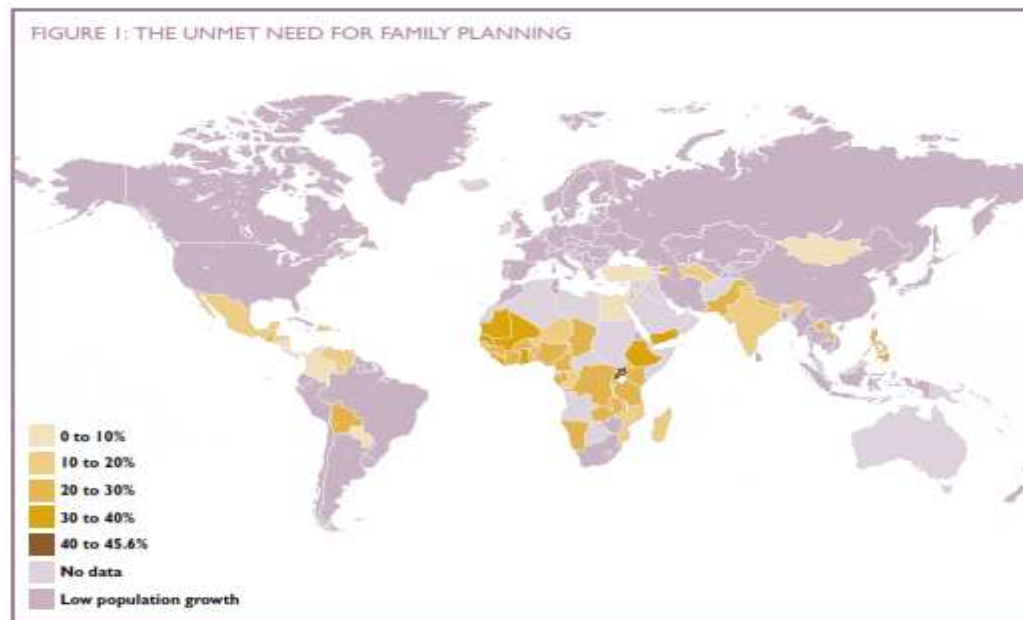 FIGURE 1: THE UNMET NEED FOR FAMILY PLANNING
0 to 10%
10 to 20%
20 to 30%
30 to 40%
40 to 45.6%
No data
Low population growth